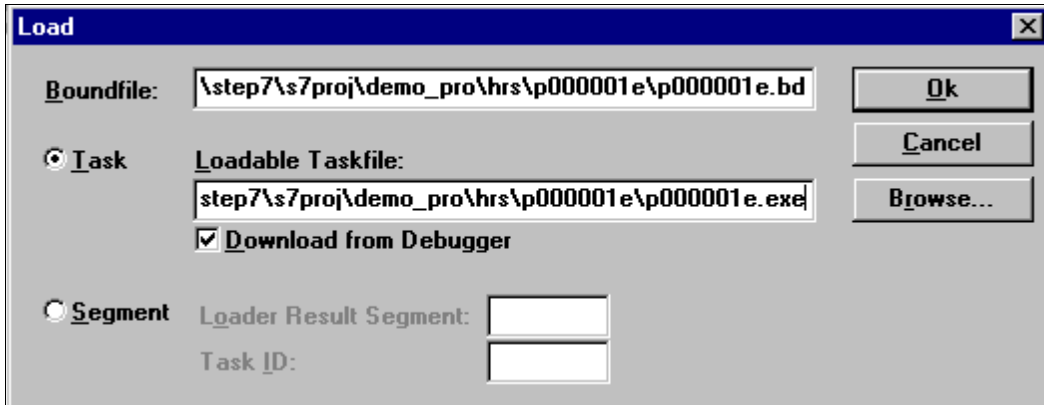 Load
Boundfile: \step7\s7proj\demo_pro\hrs\p000001e\p000001e.bd Ok
Cancel
Task Loadable Taskfile:
step7\s7proj\demo_pro\hrs\p000001e\p000001e.exe Browse...
Download from Debugger
Segment Loader Result Segment:
Task ID: